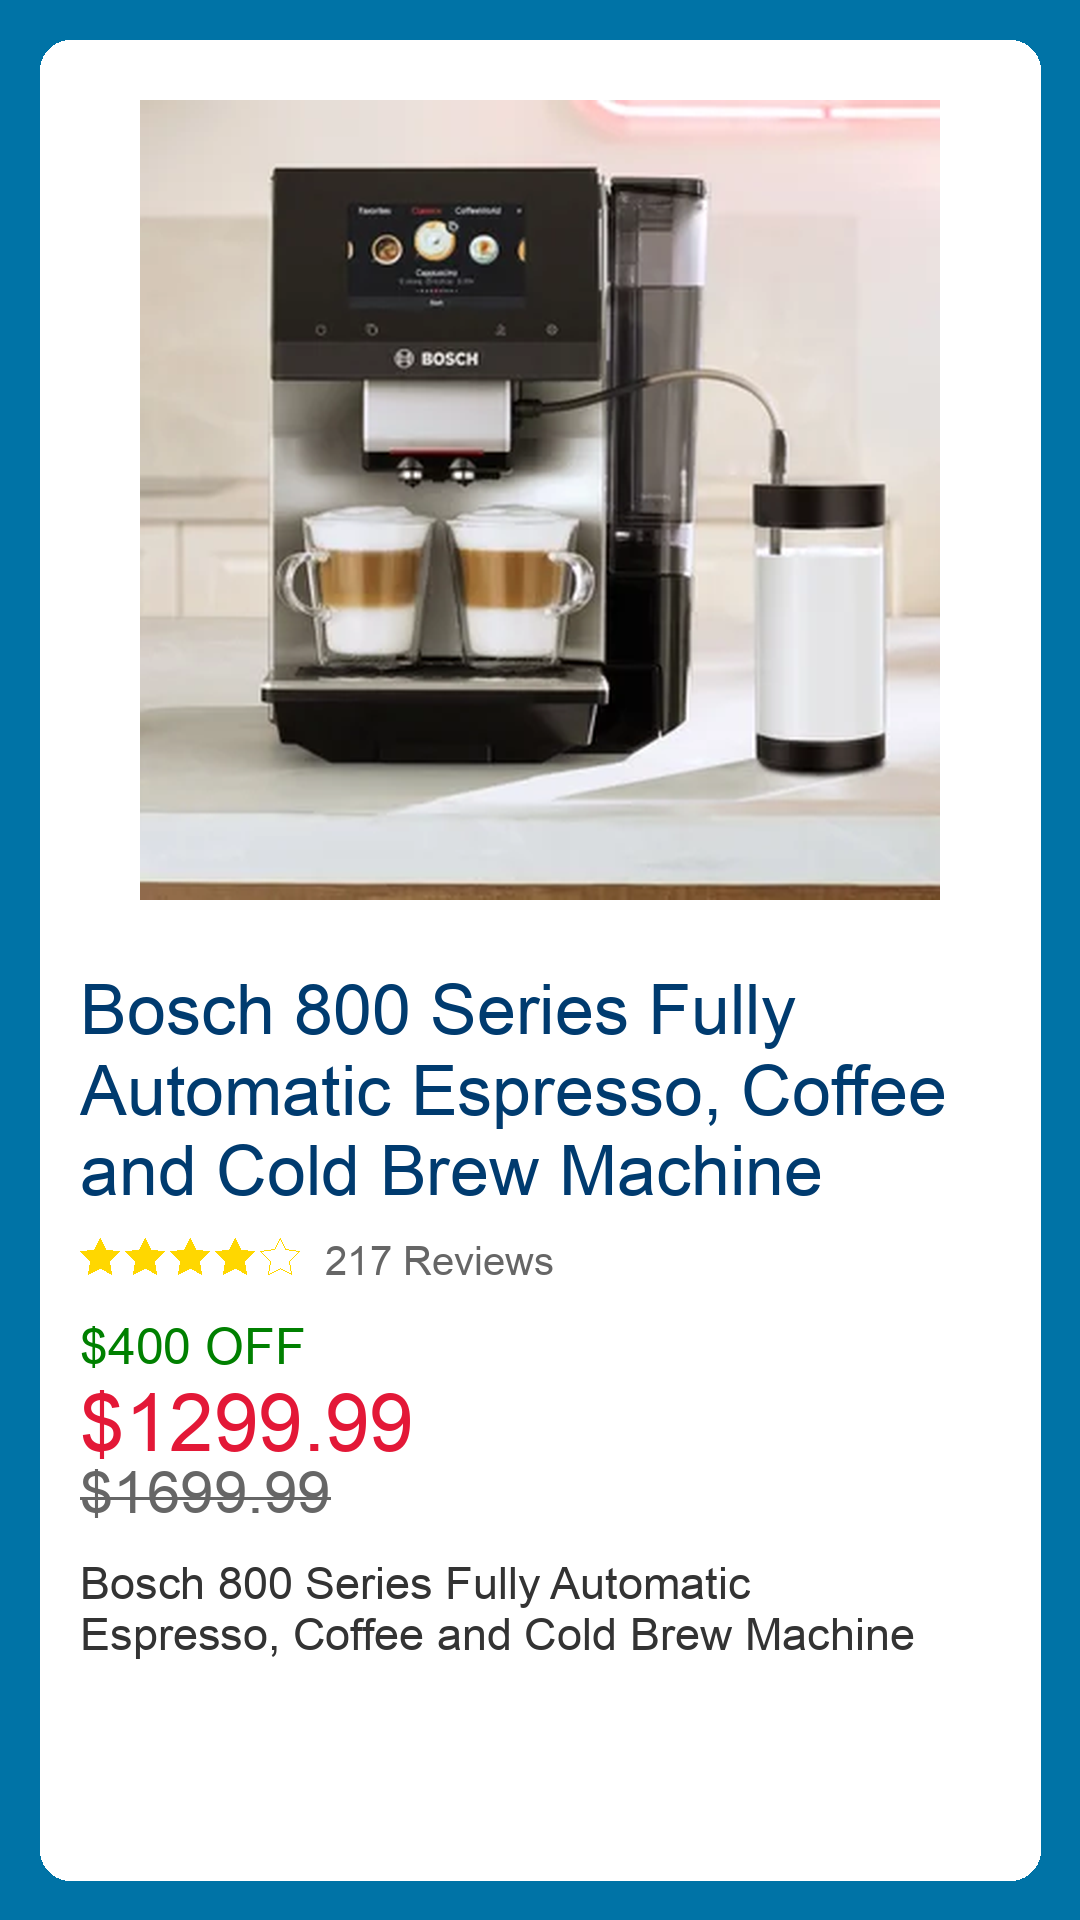 Favorites Classics CoffeeWorld
Cappuccino
BOSCH
Bosch 800 Series Fully
Automatic Espresso, Coffee
and Cold Brew Machine
217 Reviews
$400 OFF
$1299.99
$1699.99
Bosch 800 Series Fully Automatic
Espresso, Coffee and Cold Brew Machine